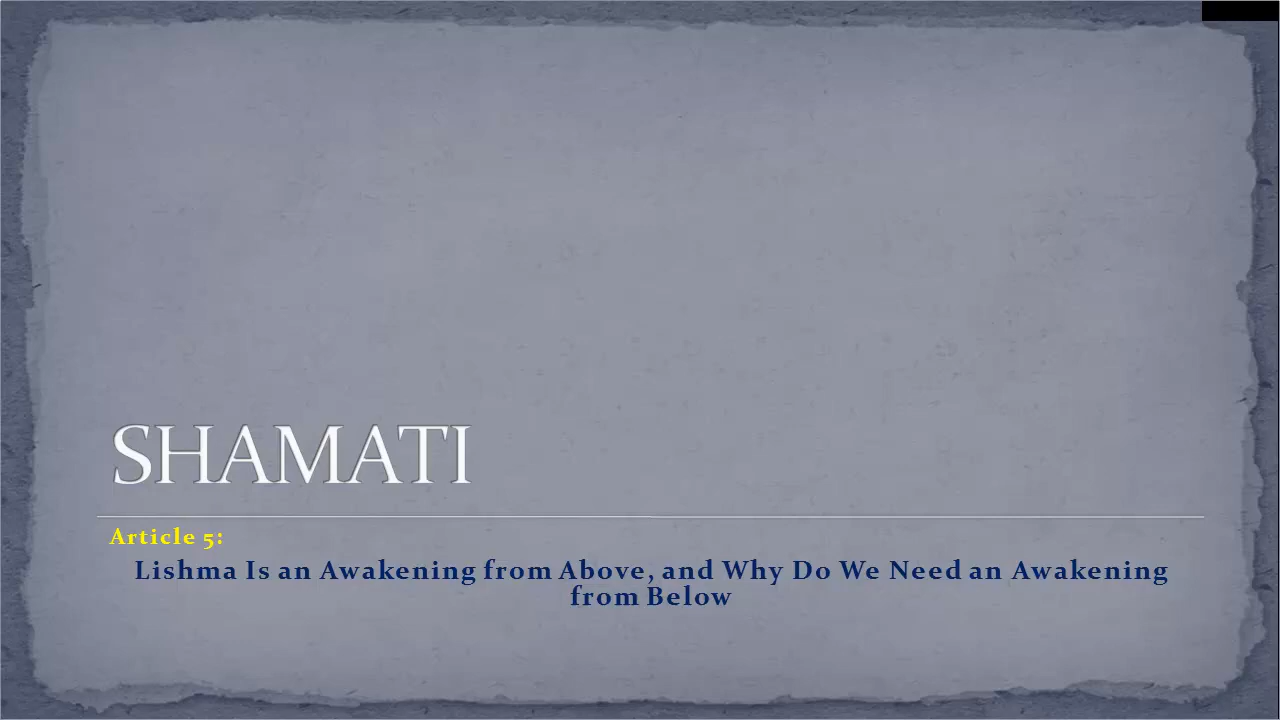 SHAMATI
Article 5:
Lishma Is an Awakening from Above, and Why Do We Need an Awakening
from Below